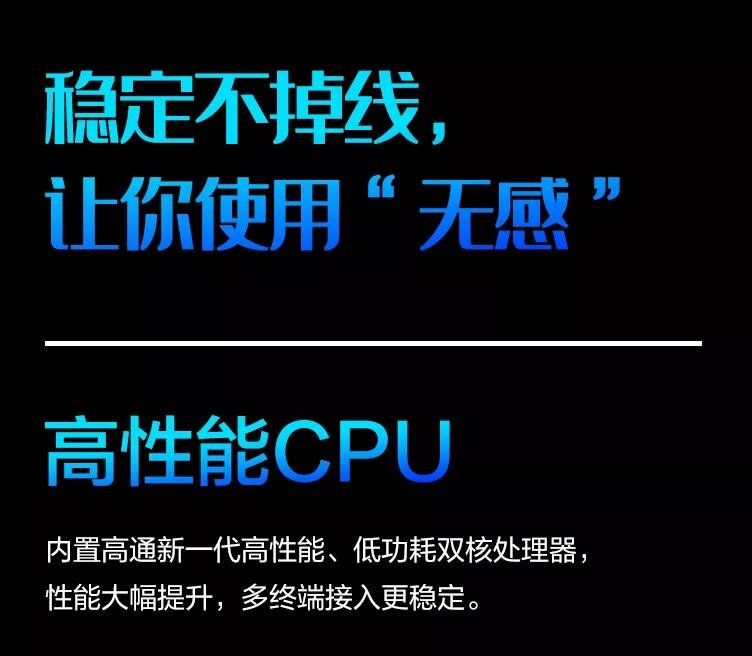 稳定不掉线，
让你使用“无感”
高性能CPU
内置高通新一代高性能、低功耗双核处理器，
性能大幅提升，多终端接入更稳定。